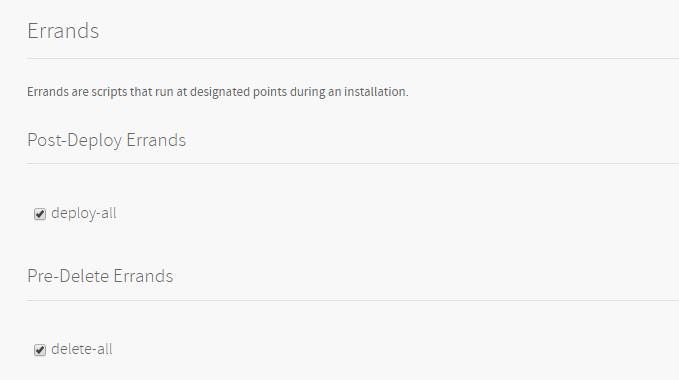 Errands
Errands are scripts that run at designated points during an installation.
Post-Deploy Errands
deploy-all
Pre-Delete Errands
delete-all